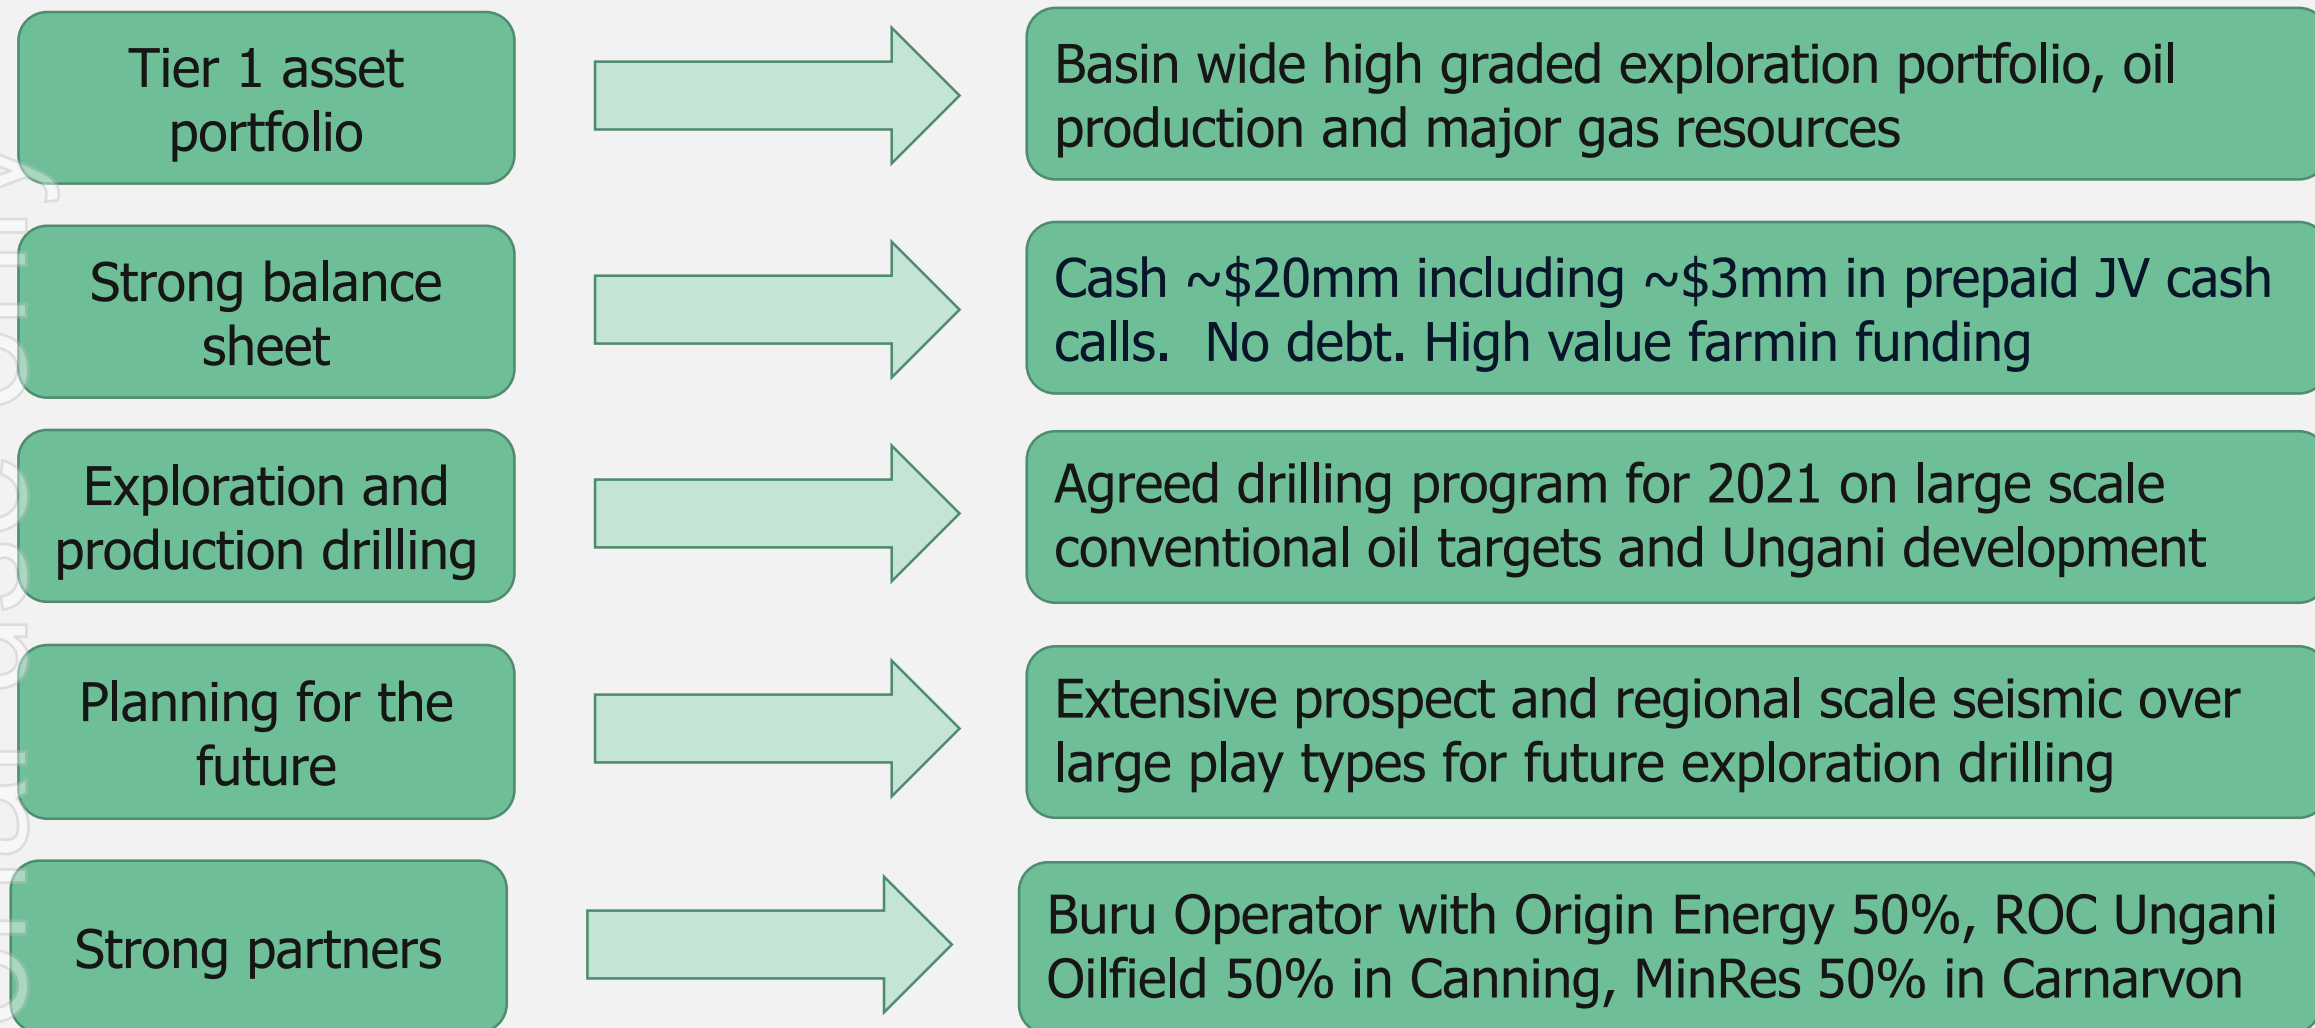 Tier 1 asset
portfolio
Basin wide high graded exploration portfolio, oil
production and major gas resources
Strong balance
sheet
Cash ~$20mm including ~$3mm in prepaid JV cash
calls.  No debt. High value farmin funding
Exploration and
production drilling
Agreed drilling program for 2021 on large scale
conventional oil targets and Ungani development
Planning for the
future
Extensive prospect and regional scale seismic over
large play types for future exploration drilling
Strong partners
Buru Operator with Origin Energy 50%, ROC Ungani
Oilfield 50% in Canning, MinRes 50% in Carnarvon